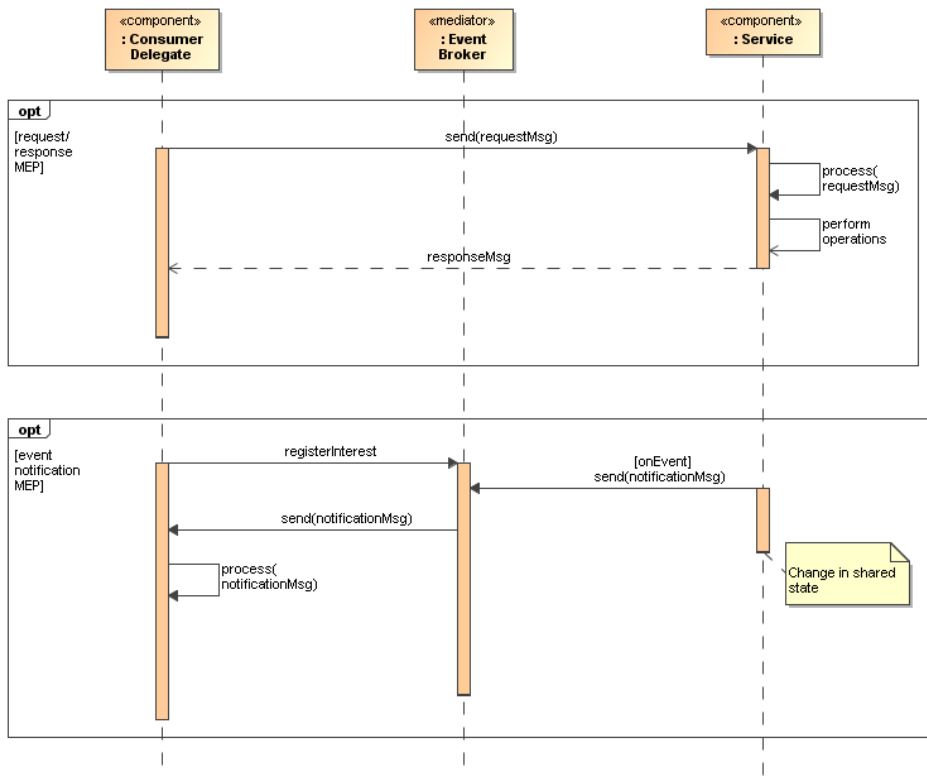 «component»
: Consumer
Delegate
«mediator»
: Event
Broker
«component»
: Service
opt
[request/
response
MEP]
send(requestMsg)
process(
requestMsg)
perform
operations
responseMsg
opt
[event
notification
MEP]
registerInterest
[onEvent]
send(notificationMsg)
send(notificationMsg)
process(
notificationMsg)
Change in shared
state